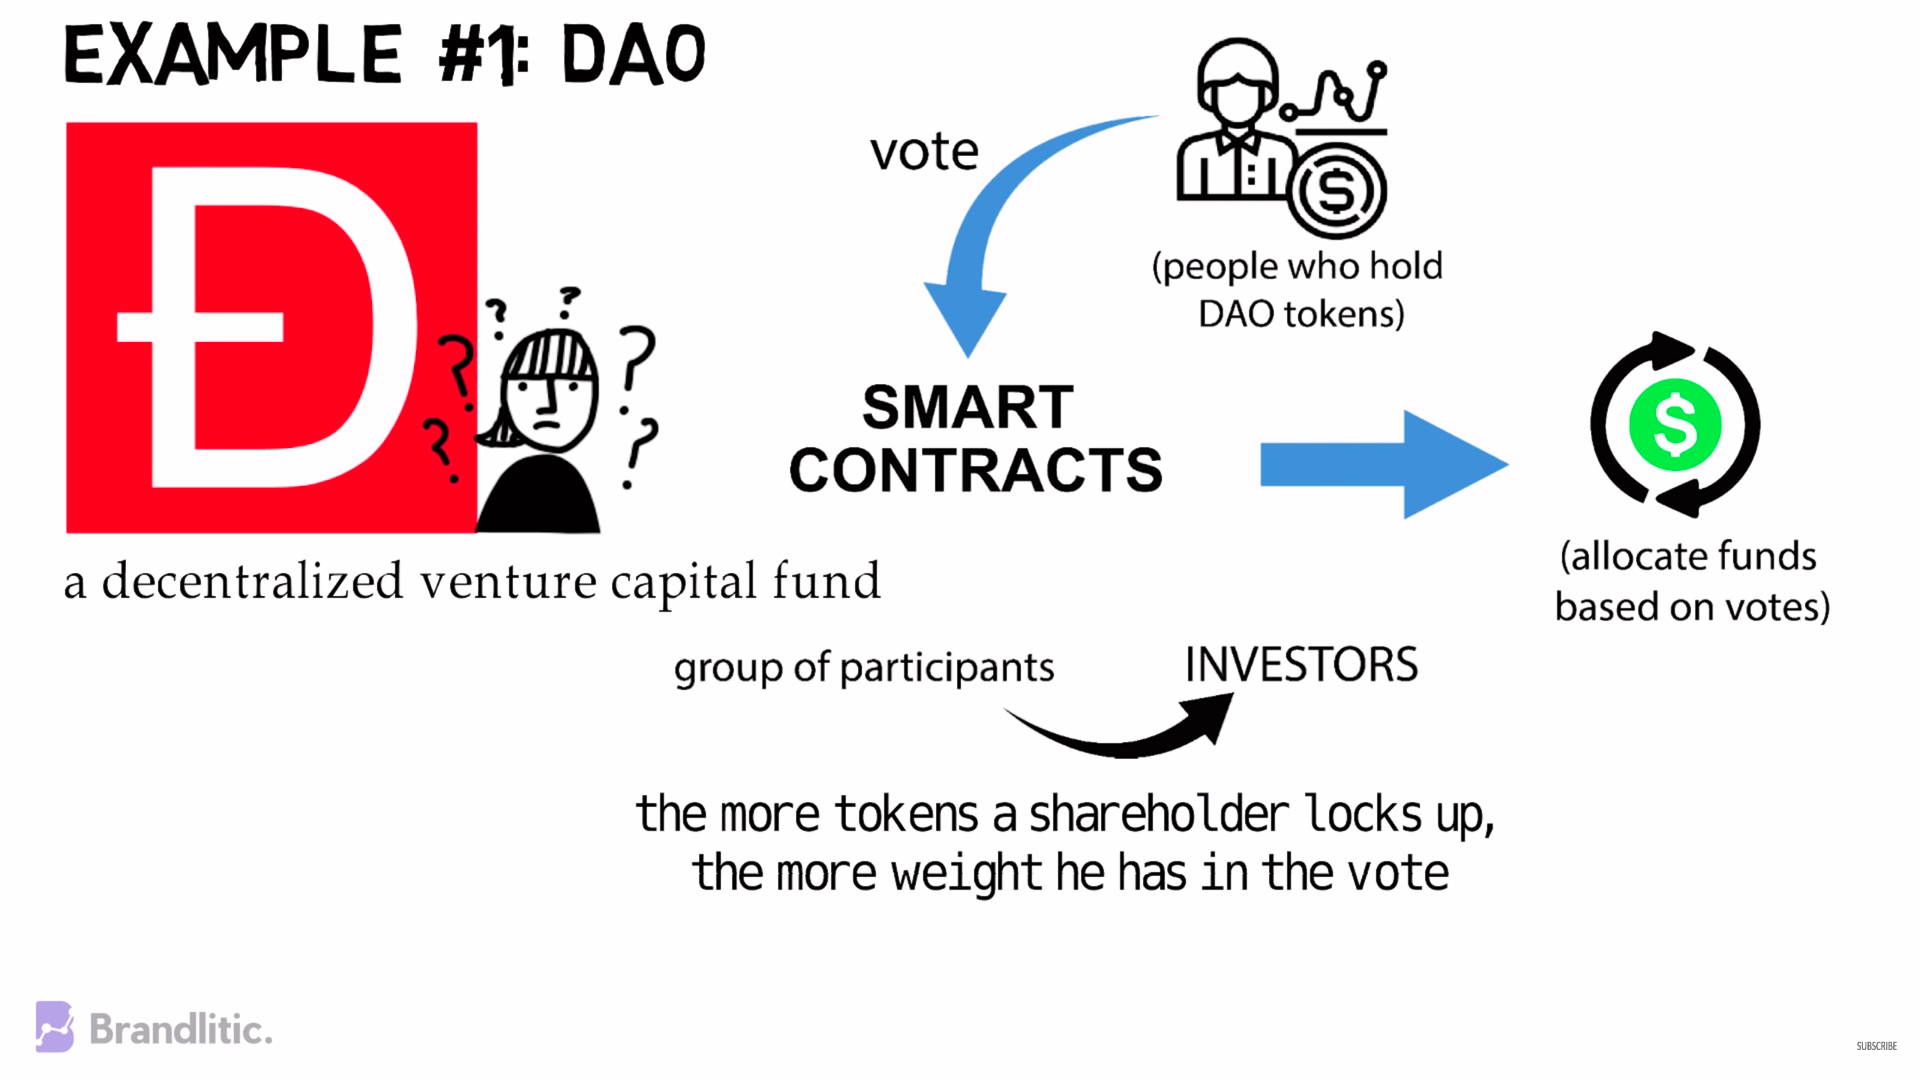 EXAMPLE #1: DAO
vote
(people who hold
DAO tokens)
SMART
CONTRACTS
(allocate funds
based on votes)
a decentralized venture capital fund
group of participants
INVESTORS
the more tokens a shareholder locks up,
the more weight he has in the vote
Brandlitic.
SUBSCRIBE